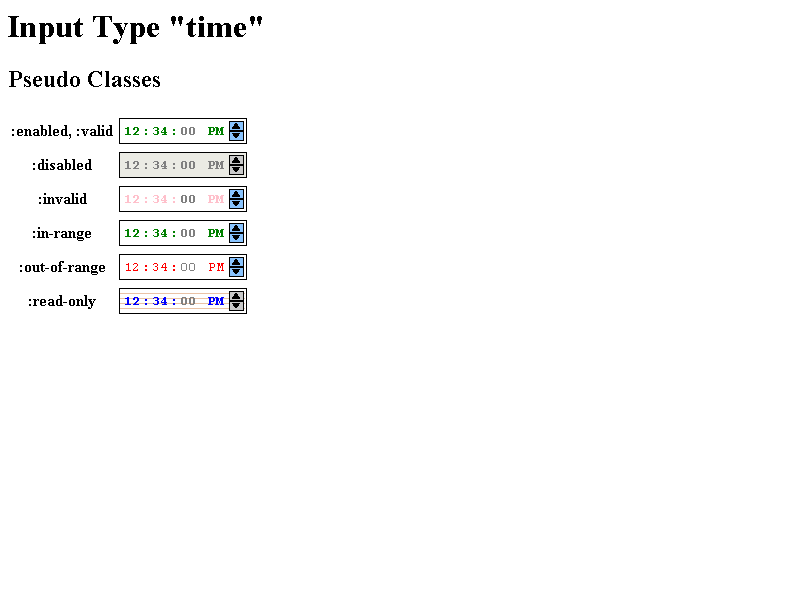 Input Type "time"
Pseudo Classes
:enabled, :valid 12:34:00 PM
:disabled 12:34:00 PM
:invalid 12:34:00 PM
:in-range 12:34:00 PM
:out-of-range 12:34:00 PM
:read-only 12:34:00 PM